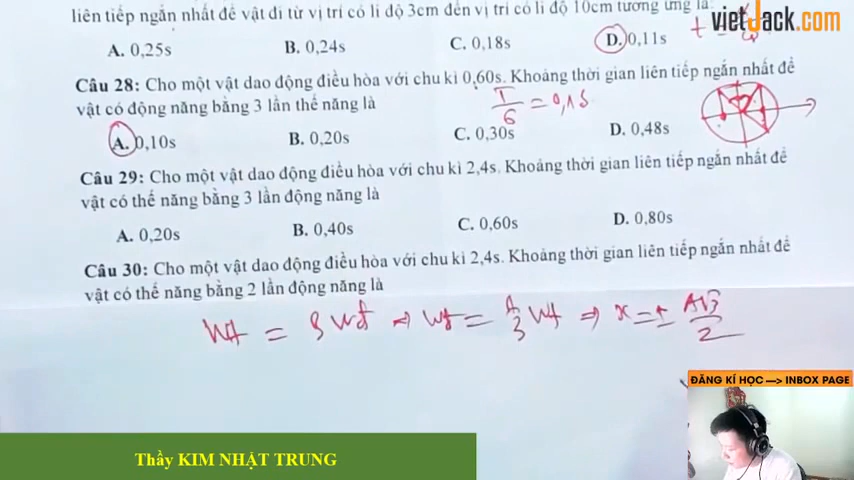 liên tiếp ngắn nhất để vật đi từ vị trí có li độ 3cm đến vị trí có li độ 10cm tương ứng là:
vietJack.com
A. 0,25s B. 0,24s C. 0,18s D. 0,11s t =
Câu 28: Cho một vật dao động điều hòa với chu kì 0,60s. Khoảng thời gian liên tiếp ngắn nhất để
vật có động năng bằng 3 lần thế năng là
T/6 = 0,1s
A. 0,10s B. 0,20s C. 0,30s D. 0,48s
Câu 29: Cho một vật dao động điều hòa với chu kì 2,4s. Khoảng thời gian liên tiếp ngắn nhất để
vật có thế năng bằng 3 lần động năng là
A. 0,20s B. 0,40s C. 0,60s D. 0,80s
Câu 30: Cho một vật dao động điều hòa với chu kì 2,4s. Khoảng thời gian liên tiếp ngắn nhất để
vật có thế năng bằng 2 lần động năng là
Wt = 3Wđ => Wđ = 1/3 Wt => x = ± A√3/2
ĐĂNG KÍ HỌC —> INBOX PAGE
Thầy KIM NHẬT TRUNG